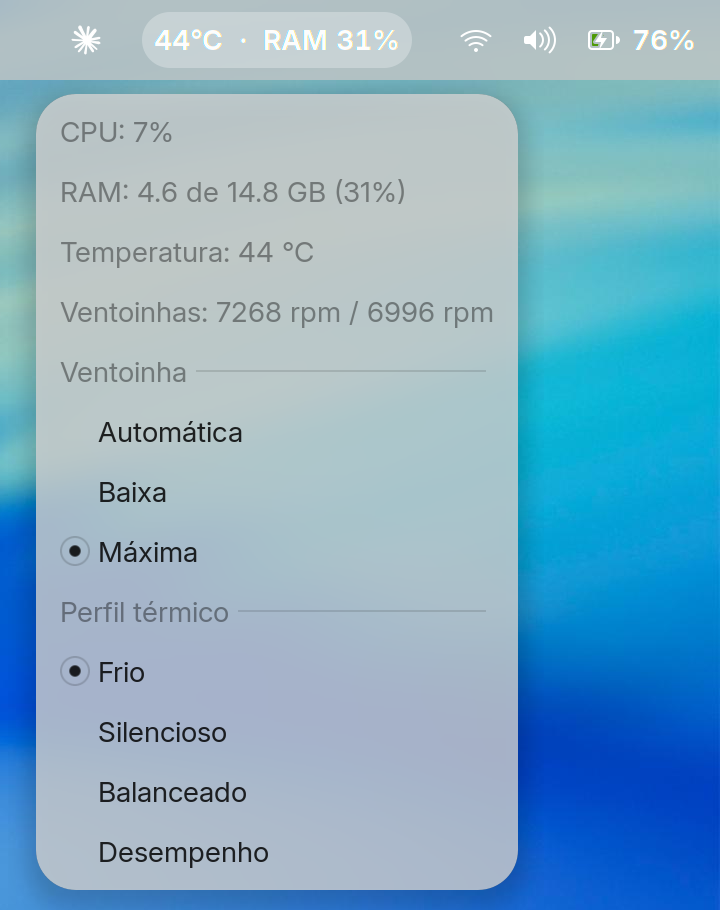 44°C · RAM 31% 76%
CPU: 7%
RAM: 4.6 de 14.8 GB (31%)
Temperatura: 44 °C
Ventoinhas: 7268 rpm / 6996 rpm
Ventoinha
Automática
Baixa
Máxima
Perfil térmico
Frio
Silencioso
Balanceado
Desempenho